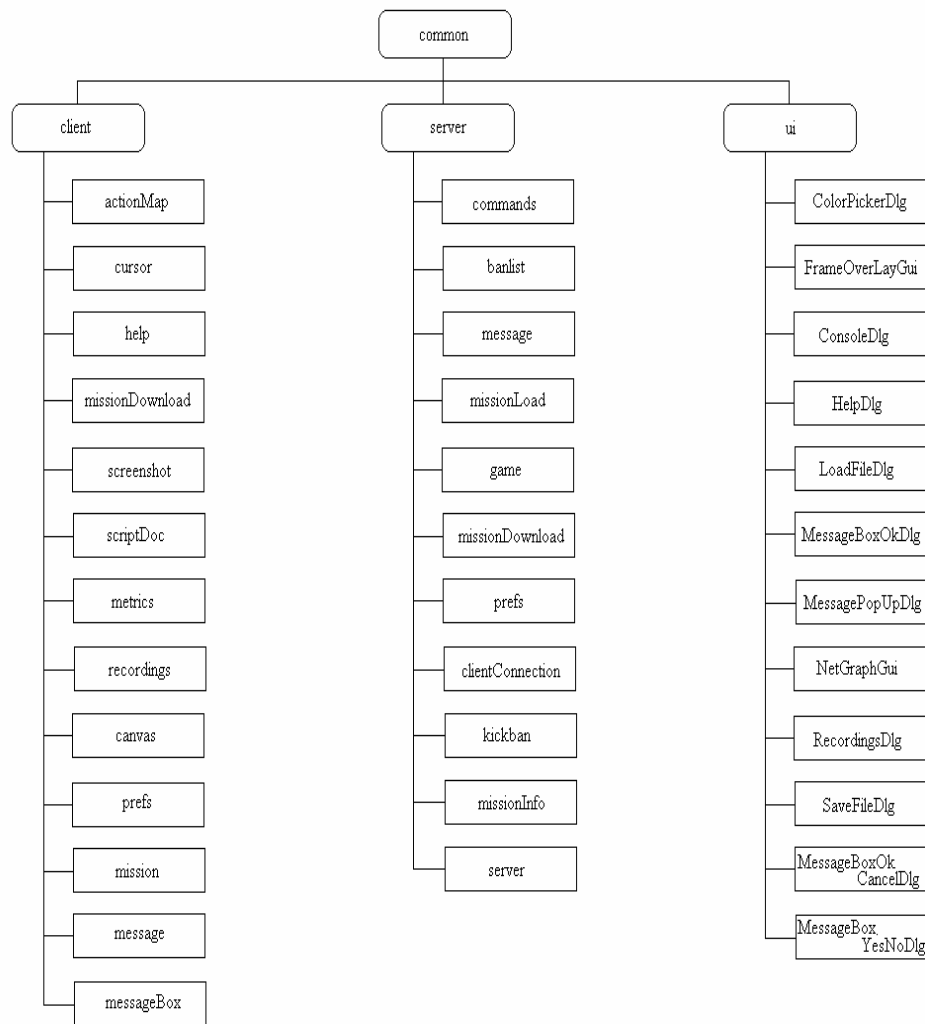 common
client
server
ui
actionMap
cursor
help
missionDownload
screenshot
scriptDoc
metrics
recordings
canvas
prefs
mission
message
messageBox
commands
banlist
message
missionLoad
game
missionDownload
prefs
clientConnection
kickban
missionInfo
server
ColorPickerDlg
FrameOverLayGui
ConsoleDlg
HelpDlg
LoadFileDlg
MessageBoxOkDlg
MessagePopUpDlg
NetGraphGui
RecordingsDlg
SaveFileDlg
MessageBoxOk
CancelDlg
MessageBox
YesNoDlg